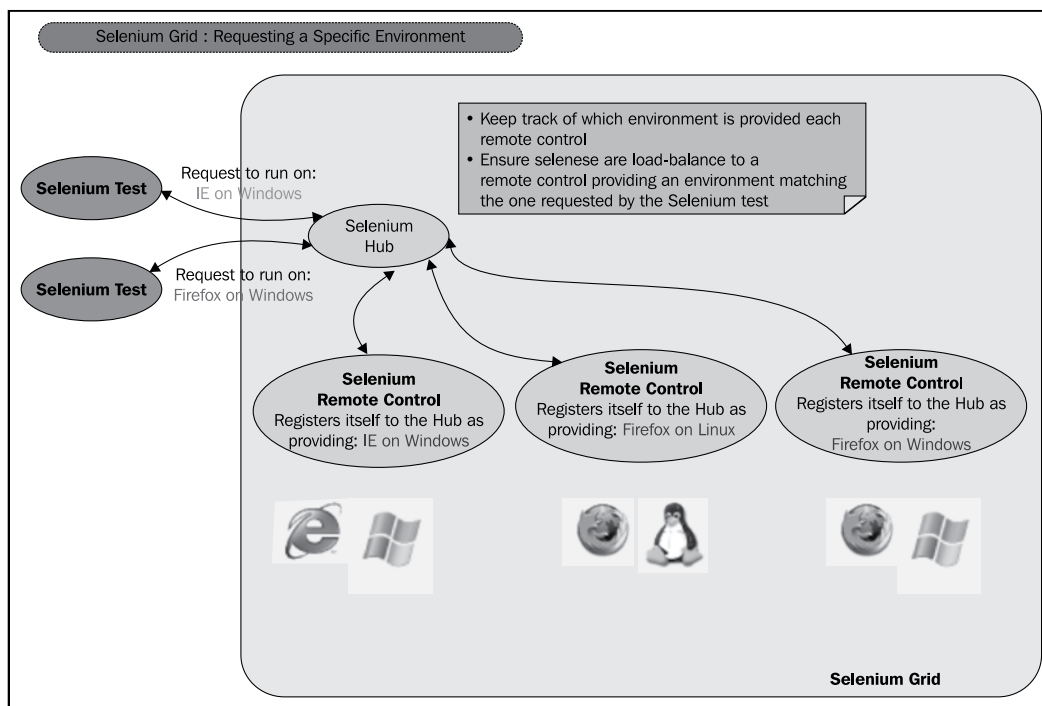 Selenium Grid : Requesting a Specific Environment
• Keep track of which environment is provided each
remote control
• Ensure selenese are load-balance to a
remote control providing an environment matching
the one requested by the Selenium test
Selenium Test
Request to run on:
IE on Windows
Selenium
Hub
Selenium Test
Request to run on:
Firefox on Windows
Selenium
Remote Control
Registers itself to the Hub as
providing: IE on Windows
Selenium
Remote Control
Registers itself to the Hub as
providing: Firefox on Linux
Selenium
Remote Control
Registers itself to the Hub as
providing:
Firefox on Windows
Selenium Grid